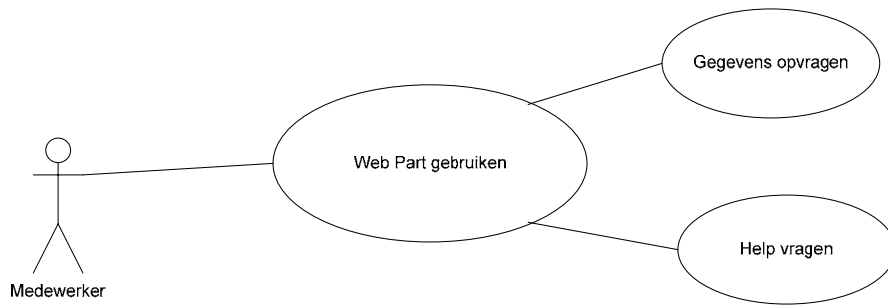 Gegevens opvragen
Web Part gebruiken
Help vragen
Medewerker